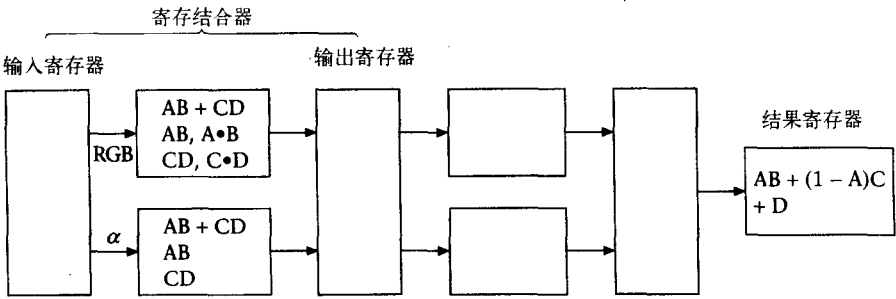 寄存结合器
输入寄存器
输出寄存器
AB + CD
AB, A•B
CD, C•D
RGB
AB + CD
AB
CD
α
结果寄存器
AB + (1 – A)C
+ D